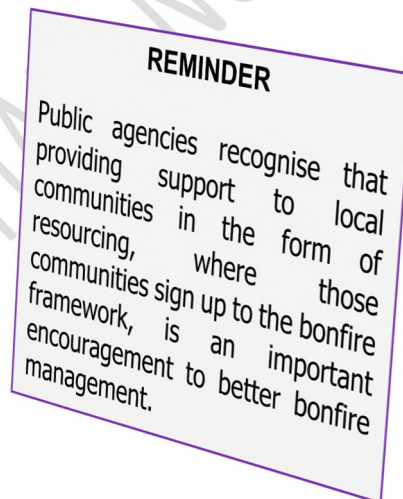 REMINDER
Public agencies recognise that
providing support to local
communities in the form of
resourcing, where those
communities sign up to the bonfire
framework, is an important
encouragement to better bonfire
management.